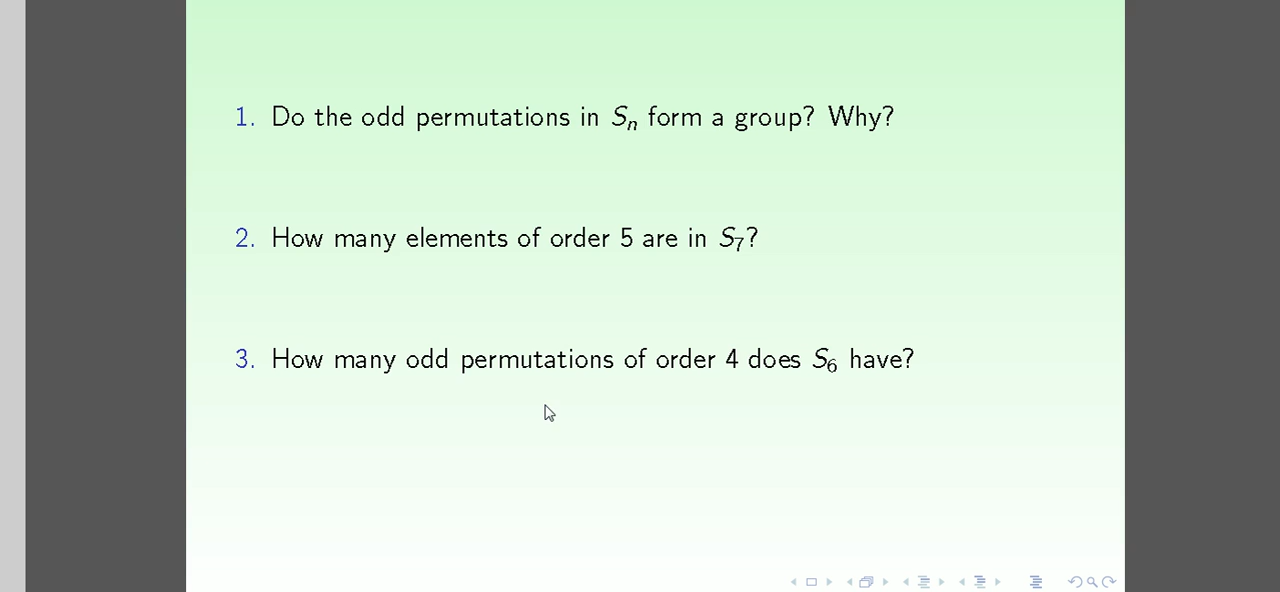 1. Do the odd permutations in $S_n$ form a group? Why?
2. How many elements of order 5 are in $S_7$?
3. How many odd permutations of order 4 does $S_6$ have?